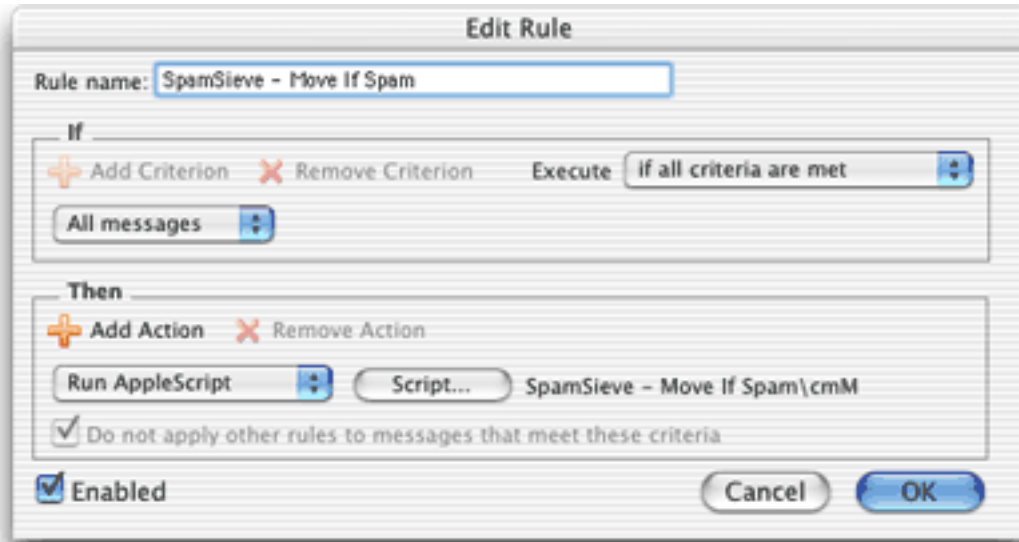 Edit Rule
Rule name: SpamSieve - Move If Spam
If
Add Criterion Remove Criterion Execute if all criteria are met
All messages
Then
Add Action Remove Action
Run AppleScript Script... SpamSieve - Move If Spam\cmM
Do not apply other rules to messages that meet these criteria
Enabled Cancel OK